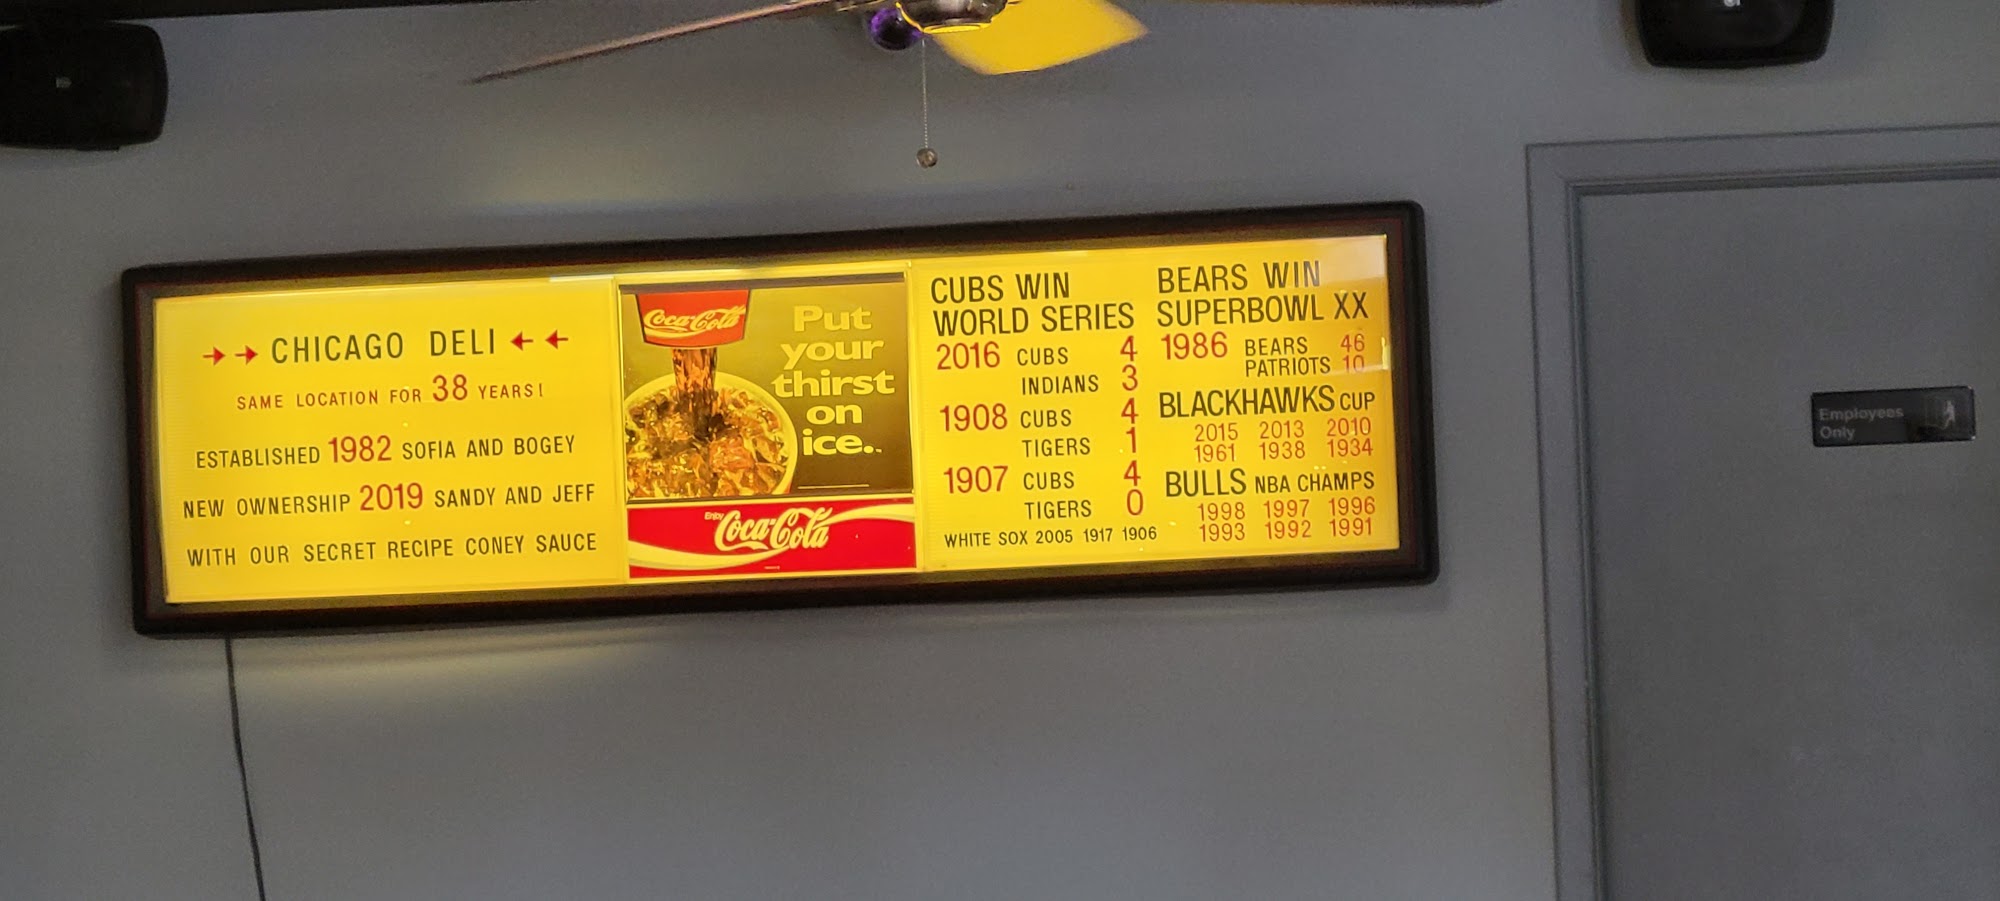 →→ CHICAGO DELI ←←
SAME LOCATION FOR 38 YEARS!
ESTABLISHED 1982 SOFIA AND BOGEY
NEW OWNERSHIP 2019 SANDY AND JEFF
WITH OUR SECRET RECIPE CONEY SAUCE
Coca-Cola
Put
your
thirst
on
ice.
Enjoy
Coca-Cola
CUBS WIN
WORLD SERIES
2016 CUBS 4
INDIANS 3
1908 CUBS 4
TIGERS 1
1907 CUBS 4
TIGERS 0
WHITE SOX 2005 1917 1906
BEARS WIN
SUPERBOWL XX
1986 BEARS 46
PATRIOTS 10
BLACKHAWKS CUP
2015 2013 2010
1961 1938 1934
BULLS NBA CHAMPS
1998 1997 1996
1993 1992 1991
Employees
Only